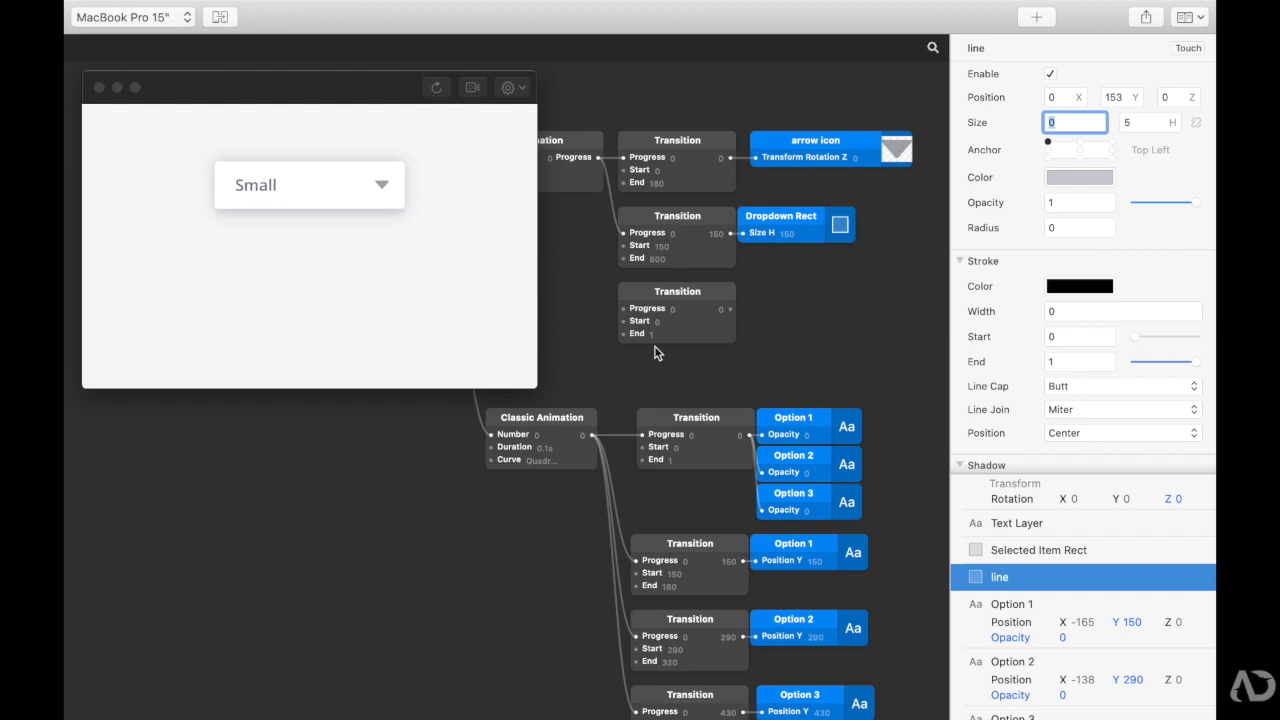 MacBook Pro 15"
line
Touch
Enable
Position 0 X 153 Y 0 Z
Size 0 5 H
Anchor Top Left
Color
Opacity 1
Radius 0
Stroke
Color
Width 0
Start 0
End 1
Line Cap Butt
Line Join Miter
Position Center
Shadow
Transform
Rotation X 0 Y 0 Z 0
Aa Text Layer
Selected Item Rect
line
Aa Option 1
Position X -165 Y 150 Z 0
Opacity 0
Aa Option 2
Position X -138 Y 290 Z 0
Opacity 0
Small
0 Progress
Transition
Progress 0 0
Start 0
End 180
arrow icon
Transform Rotation Z 0
Transition
Progress 0 150
Start 150
End 600
Dropdown Rect
Size H 150
Transition
Progress 0 0
Start 0
End 1
Classic Animation
Number 0 0
Duration 0.1s
Curve Quadr...
Transition
Progress 0 0
Start 0
End 1
Option 1
Opacity 0
Aa
Option 2
Opacity 0
Aa
Option 3
Opacity 0
Aa
Transition
Progress 0 150
Start 150
End 180
Option 1
Position Y 150
Aa
Transition
Progress 0 290
Start 290
End 320
Option 2
Position Y 290
Aa
Transition
Progress 0 430
Option 3
Position Y 430
Aa